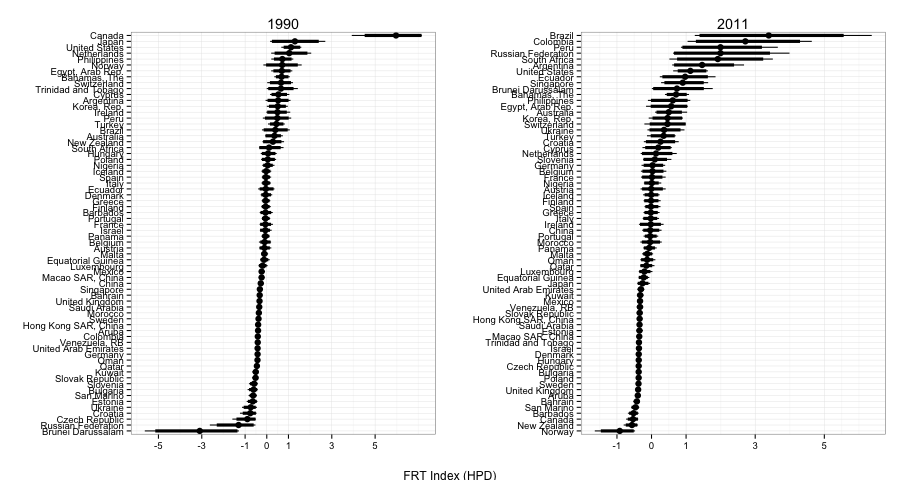 1990
Canada
Japan
United States
Netherlands
Philippines
Norway
Egypt, Arab Rep.
Bahamas, The
Switzerland
Trinidad and Tobago
Cyprus
Argentina
Korea, Rep.
Ireland
Peru
Turkey
Brazil
Australia
New Zealand
South Africa
Hungary
Poland
Nigeria
Iceland
Spain
Italy
Ecuador
Denmark
Greece
Finland
Barbados
Portugal
France
Israel
Panama
Belgium
Austria
Malta
Equatorial Guinea
Luxembourg
Mexico
Macao SAR, China
China
Singapore
Bahrain
United Kingdom
Saudi Arabia
Morocco
Sweden
Hong Kong SAR, China
Aruba
Colombia
Venezuela, RB
United Arab Emirates
Germany
Oman
Qatar
Kuwait
Slovak Republic
Slovenia
Bulgaria
San Marino
Estonia
Ukraine
Croatia
Czech Republic
Russian Federation
Brunei Darussalam
-5
-3
-1
0
1
3
5
2011
Brazil
Colombia
Peru
Russian Federation
South Africa
Argentina
United States
Ecuador
Singapore
Brunei Darussalam
Bahamas, The
Philippines
Egypt, Arab Rep.
Australia
Korea, Rep.
Switzerland
Ukraine
Turkey
Croatia
Cyprus
Netherlands
Slovenia
Germany
Belgium
France
Nigeria
Austria
Iceland
Finland
Spain
Greece
Italy
Ireland
China
Portugal
Morocco
Panama
Malta
Oman
Qatar
Luxembourg
Equatorial Guinea
Japan
United Arab Emirates
Kuwait
Mexico
Venezuela, RB
Slovak Republic
Hong Kong SAR, China
Saudi Arabia
Estonia
Macao SAR, China
Trinidad and Tobago
Israel
Denmark
Hungary
Czech Republic
Bulgaria
Poland
Sweden
United Kingdom
Aruba
Bahrain
San Marino
Barbados
Canada
New Zealand
Norway
-1
0
1
3
5
FRT Index (HPD)